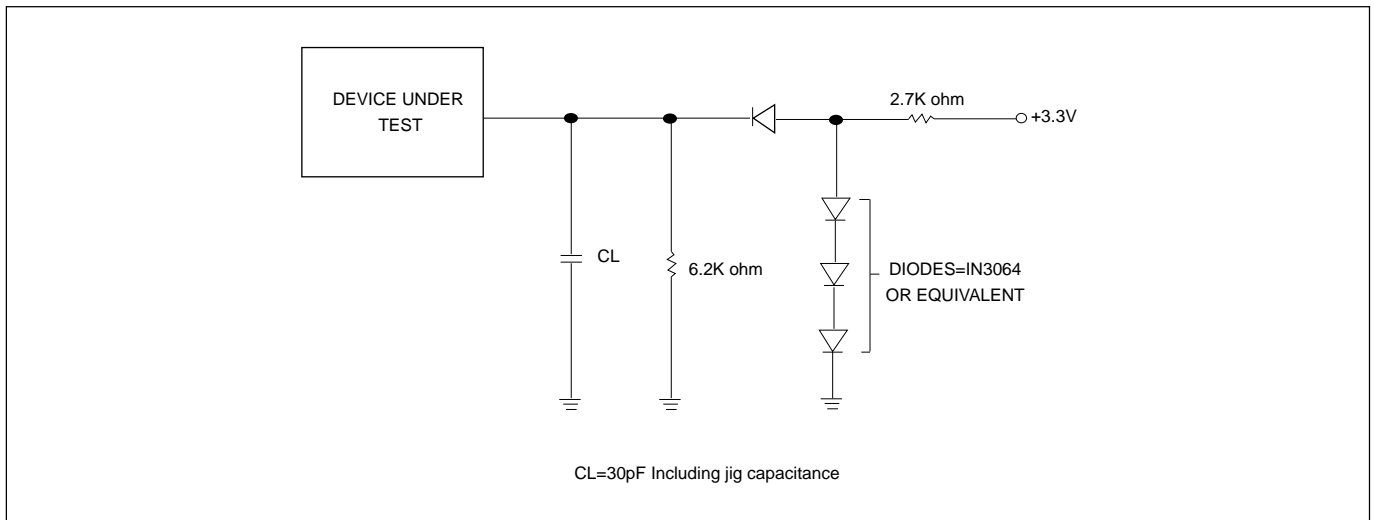 DEVICE UNDER
TEST
2.7K ohm
+3.3V
CL
6.2K ohm
DIODES=IN3064
OR EQUIVALENT
CL=30pF Including jig capacitance